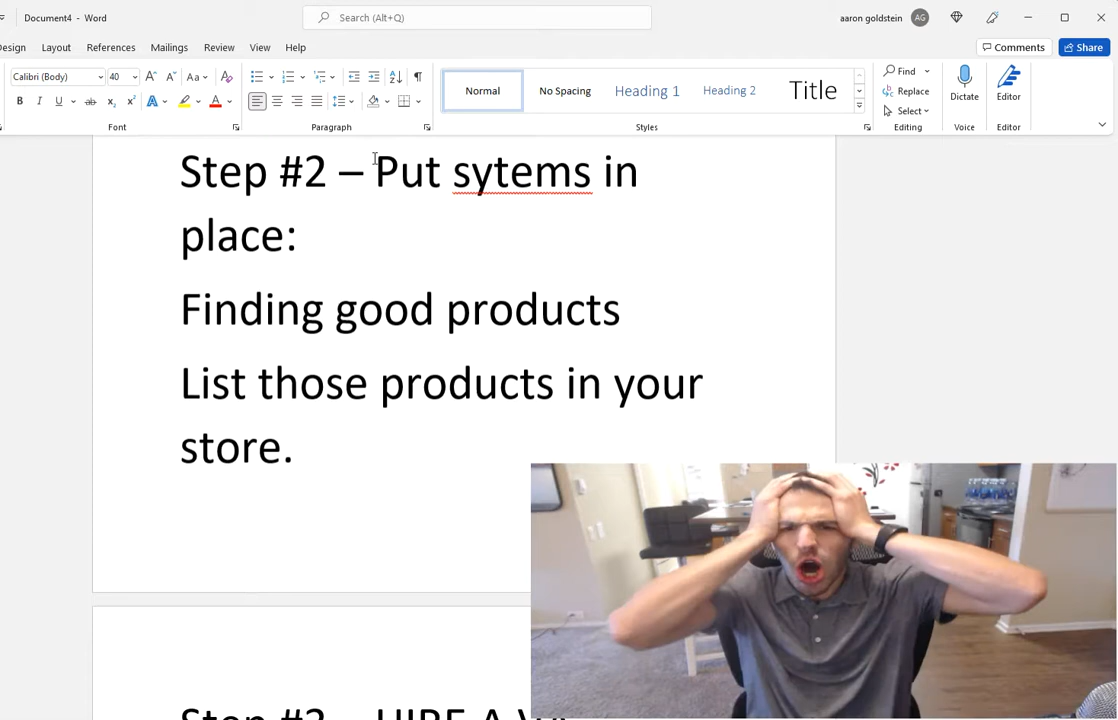 Document4 - Word
Search (Alt+Q)
aaron goldstein
AG
Layout
References
Mailings
Review
View
Help
Comments
Share
Calibri (Body)
40
Aa
Normal
No Spacing
Heading 1
Heading 2
Title
Find
Replace
Select
Dictate
Editor
Font
Paragraph
Styles
Editing
Voice
Editor
Step #2 – Put sytems in
place:
Finding good products
List those products in your
store.
HIRE A